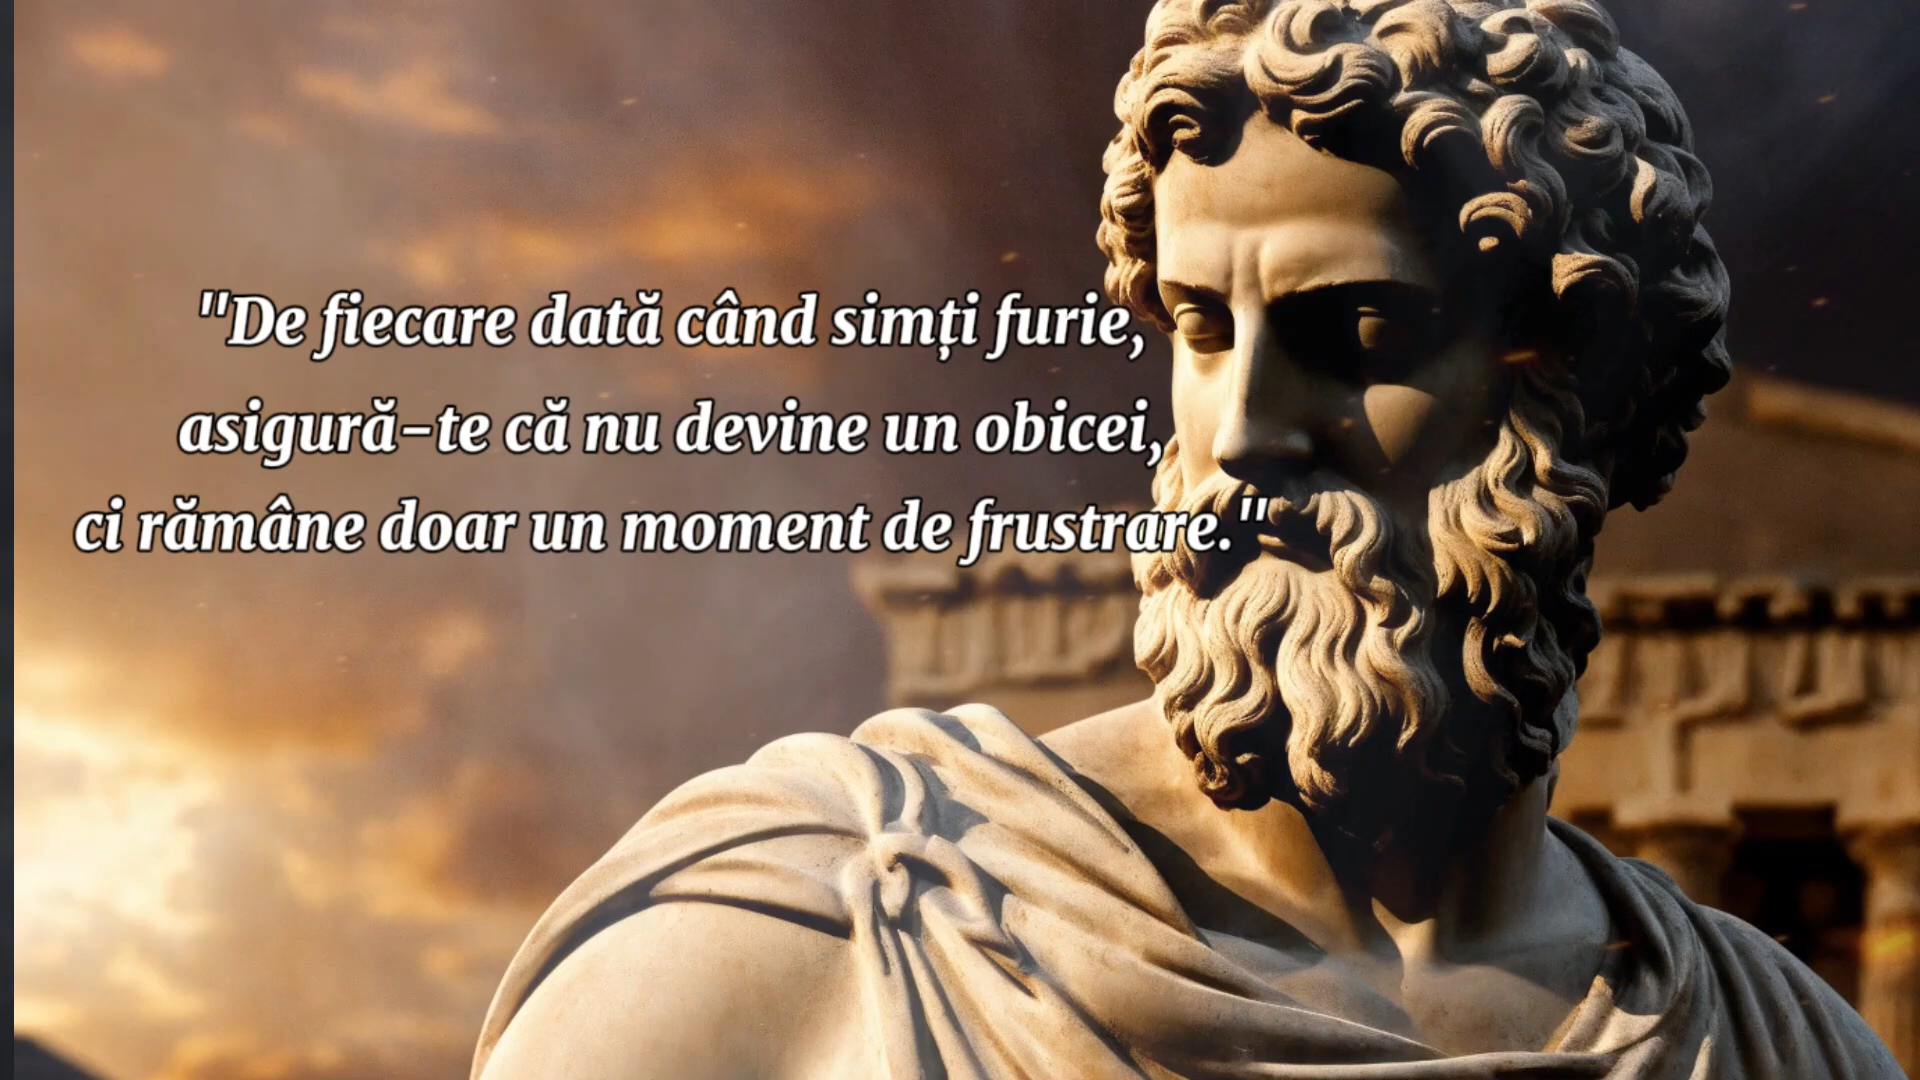 "De fiecare dată când simți furie,
asigură-te că nu devine un obicei,
ci rămâne doar un moment de frustrare."